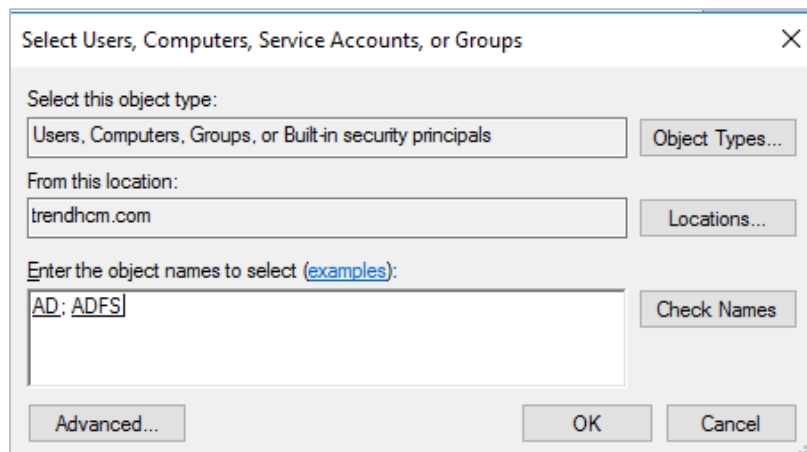 Select Users, Computers, Service Accounts, or Groups
Select this object type:
Users, Computers, Groups, or Built-in security principals
Object Types...
From this location:
trendhcm.com
Locations...
Enter the object names to select (examples):
AD; ADFS
Check Names
Advanced...
OK
Cancel